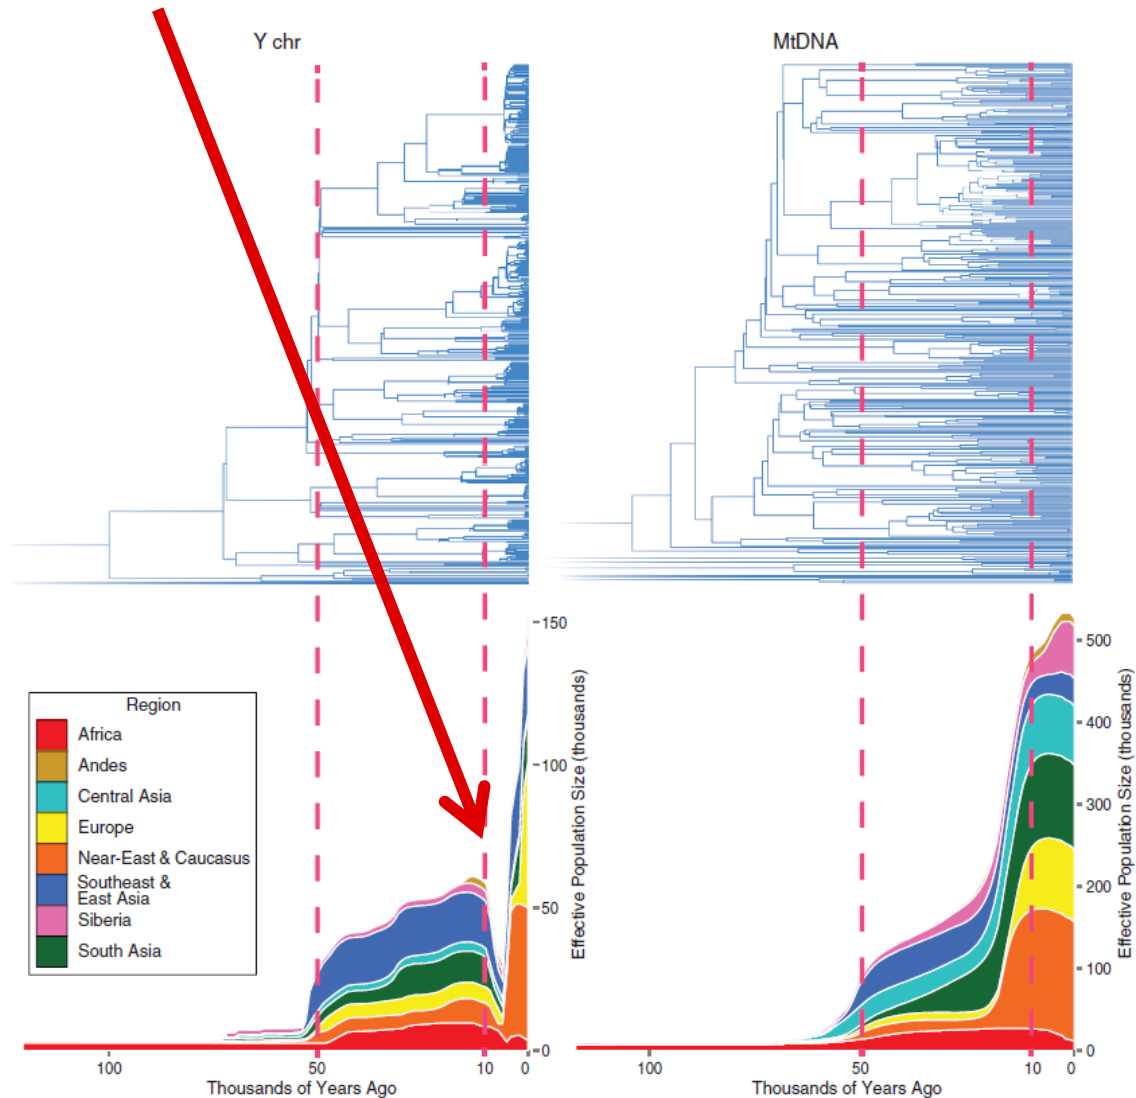 Y chr
MtDNA
150
100
50
0
Effective Population Size (thousands)
500
400
300
200
100
0
Effective Population Size (thousands)
Region
Africa
Andes
Central Asia
Europe
Near-East & Caucasus
Southeast &
East Asia
Siberia
South Asia
100
50
10
0
Thousands of Years Ago
100
50
10
0
Thousands of Years Ago